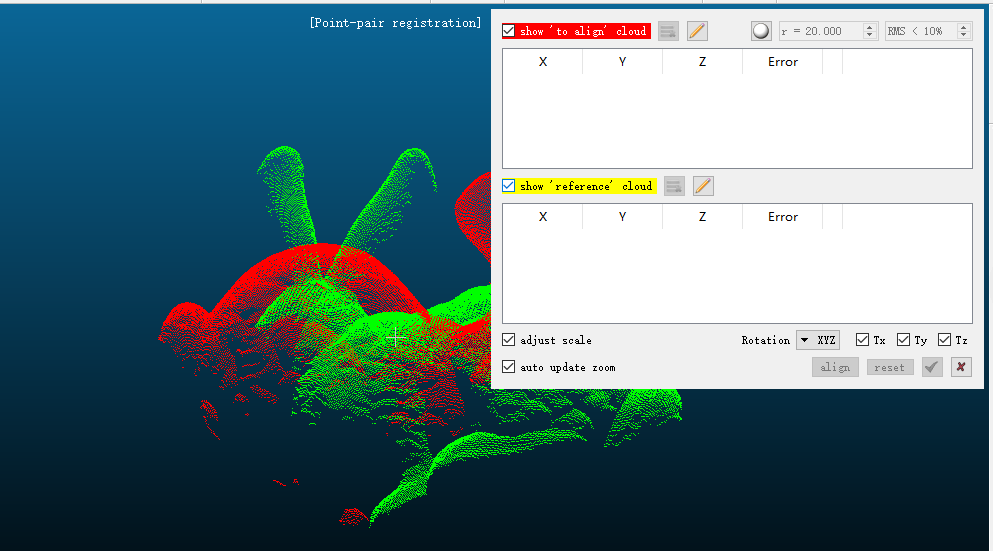 [Point-pair registration]
show 'to align' cloud
r = 20.000
RMS < 10%
X Y Z Error
show 'reference' cloud
X Y Z Error
adjust scale
Rotation XYZ Tx Ty Tz
auto update zoom
align reset